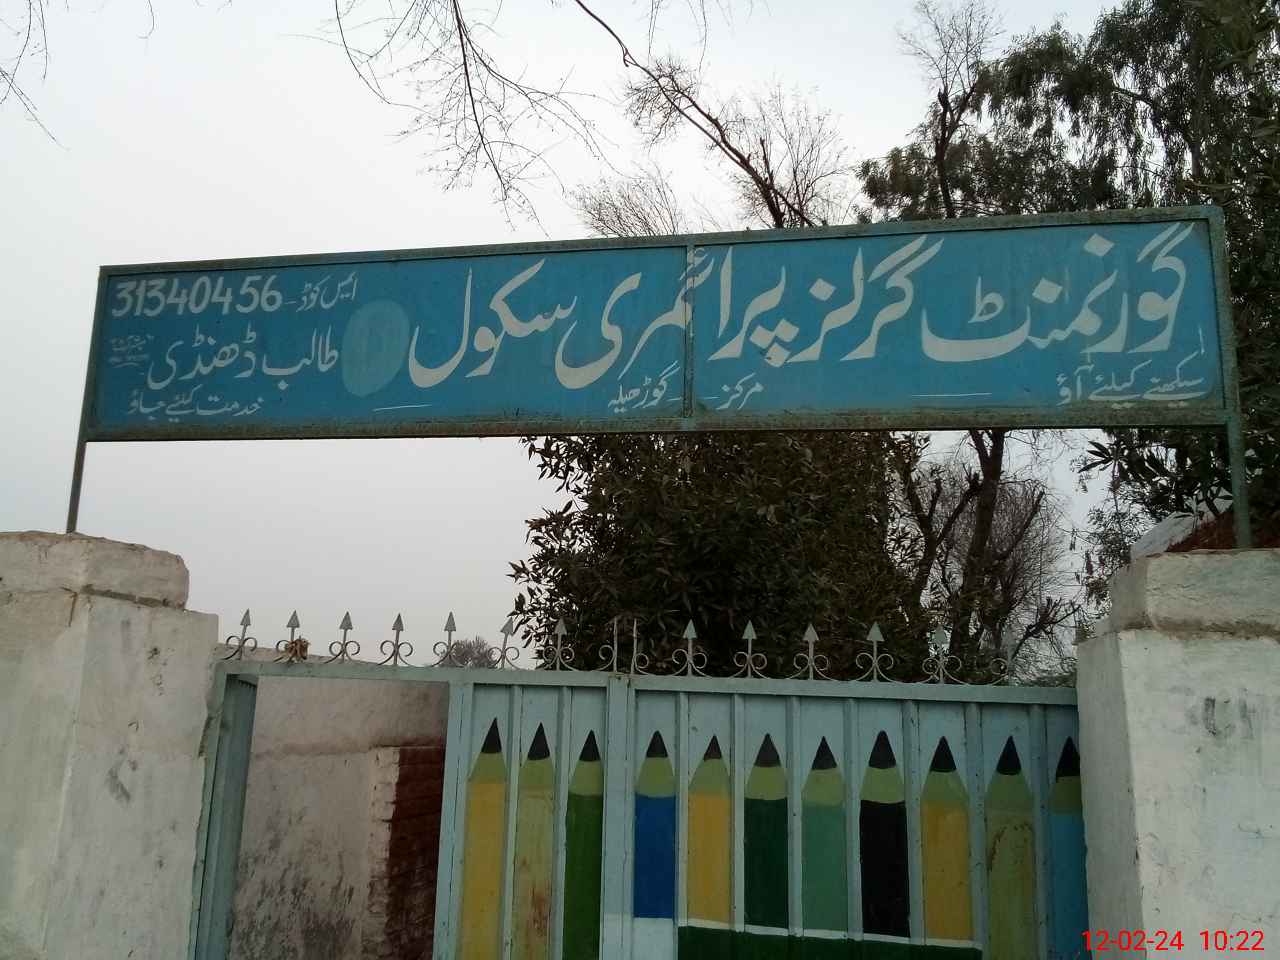 گورنمنٹ گرلز پرائمری سکول
ایس کوڈ۔ 31340456
طالب ڈھنڈی
سیکھنے کیلئے آؤ
مرکز۔ گوڑھیلہ
خدمت کیلئے جاؤ
12-02-24 10:22